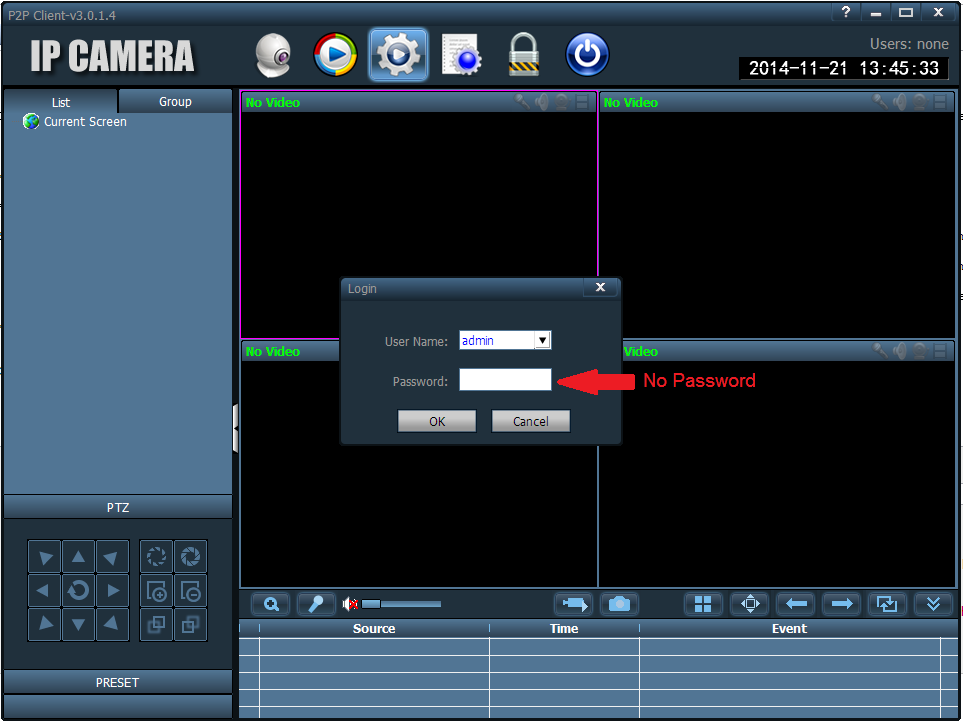 P2P Client-v3.0.1.4
?
IP CAMERA
Users: none
2014-11-21 13:45:33
List
Group
Current Screen
No Video
No Video
Login
User Name:
admin
Password:
No Password
OK
Cancel
No Video
Video
PTZ
PRESET
Source
Time
Event